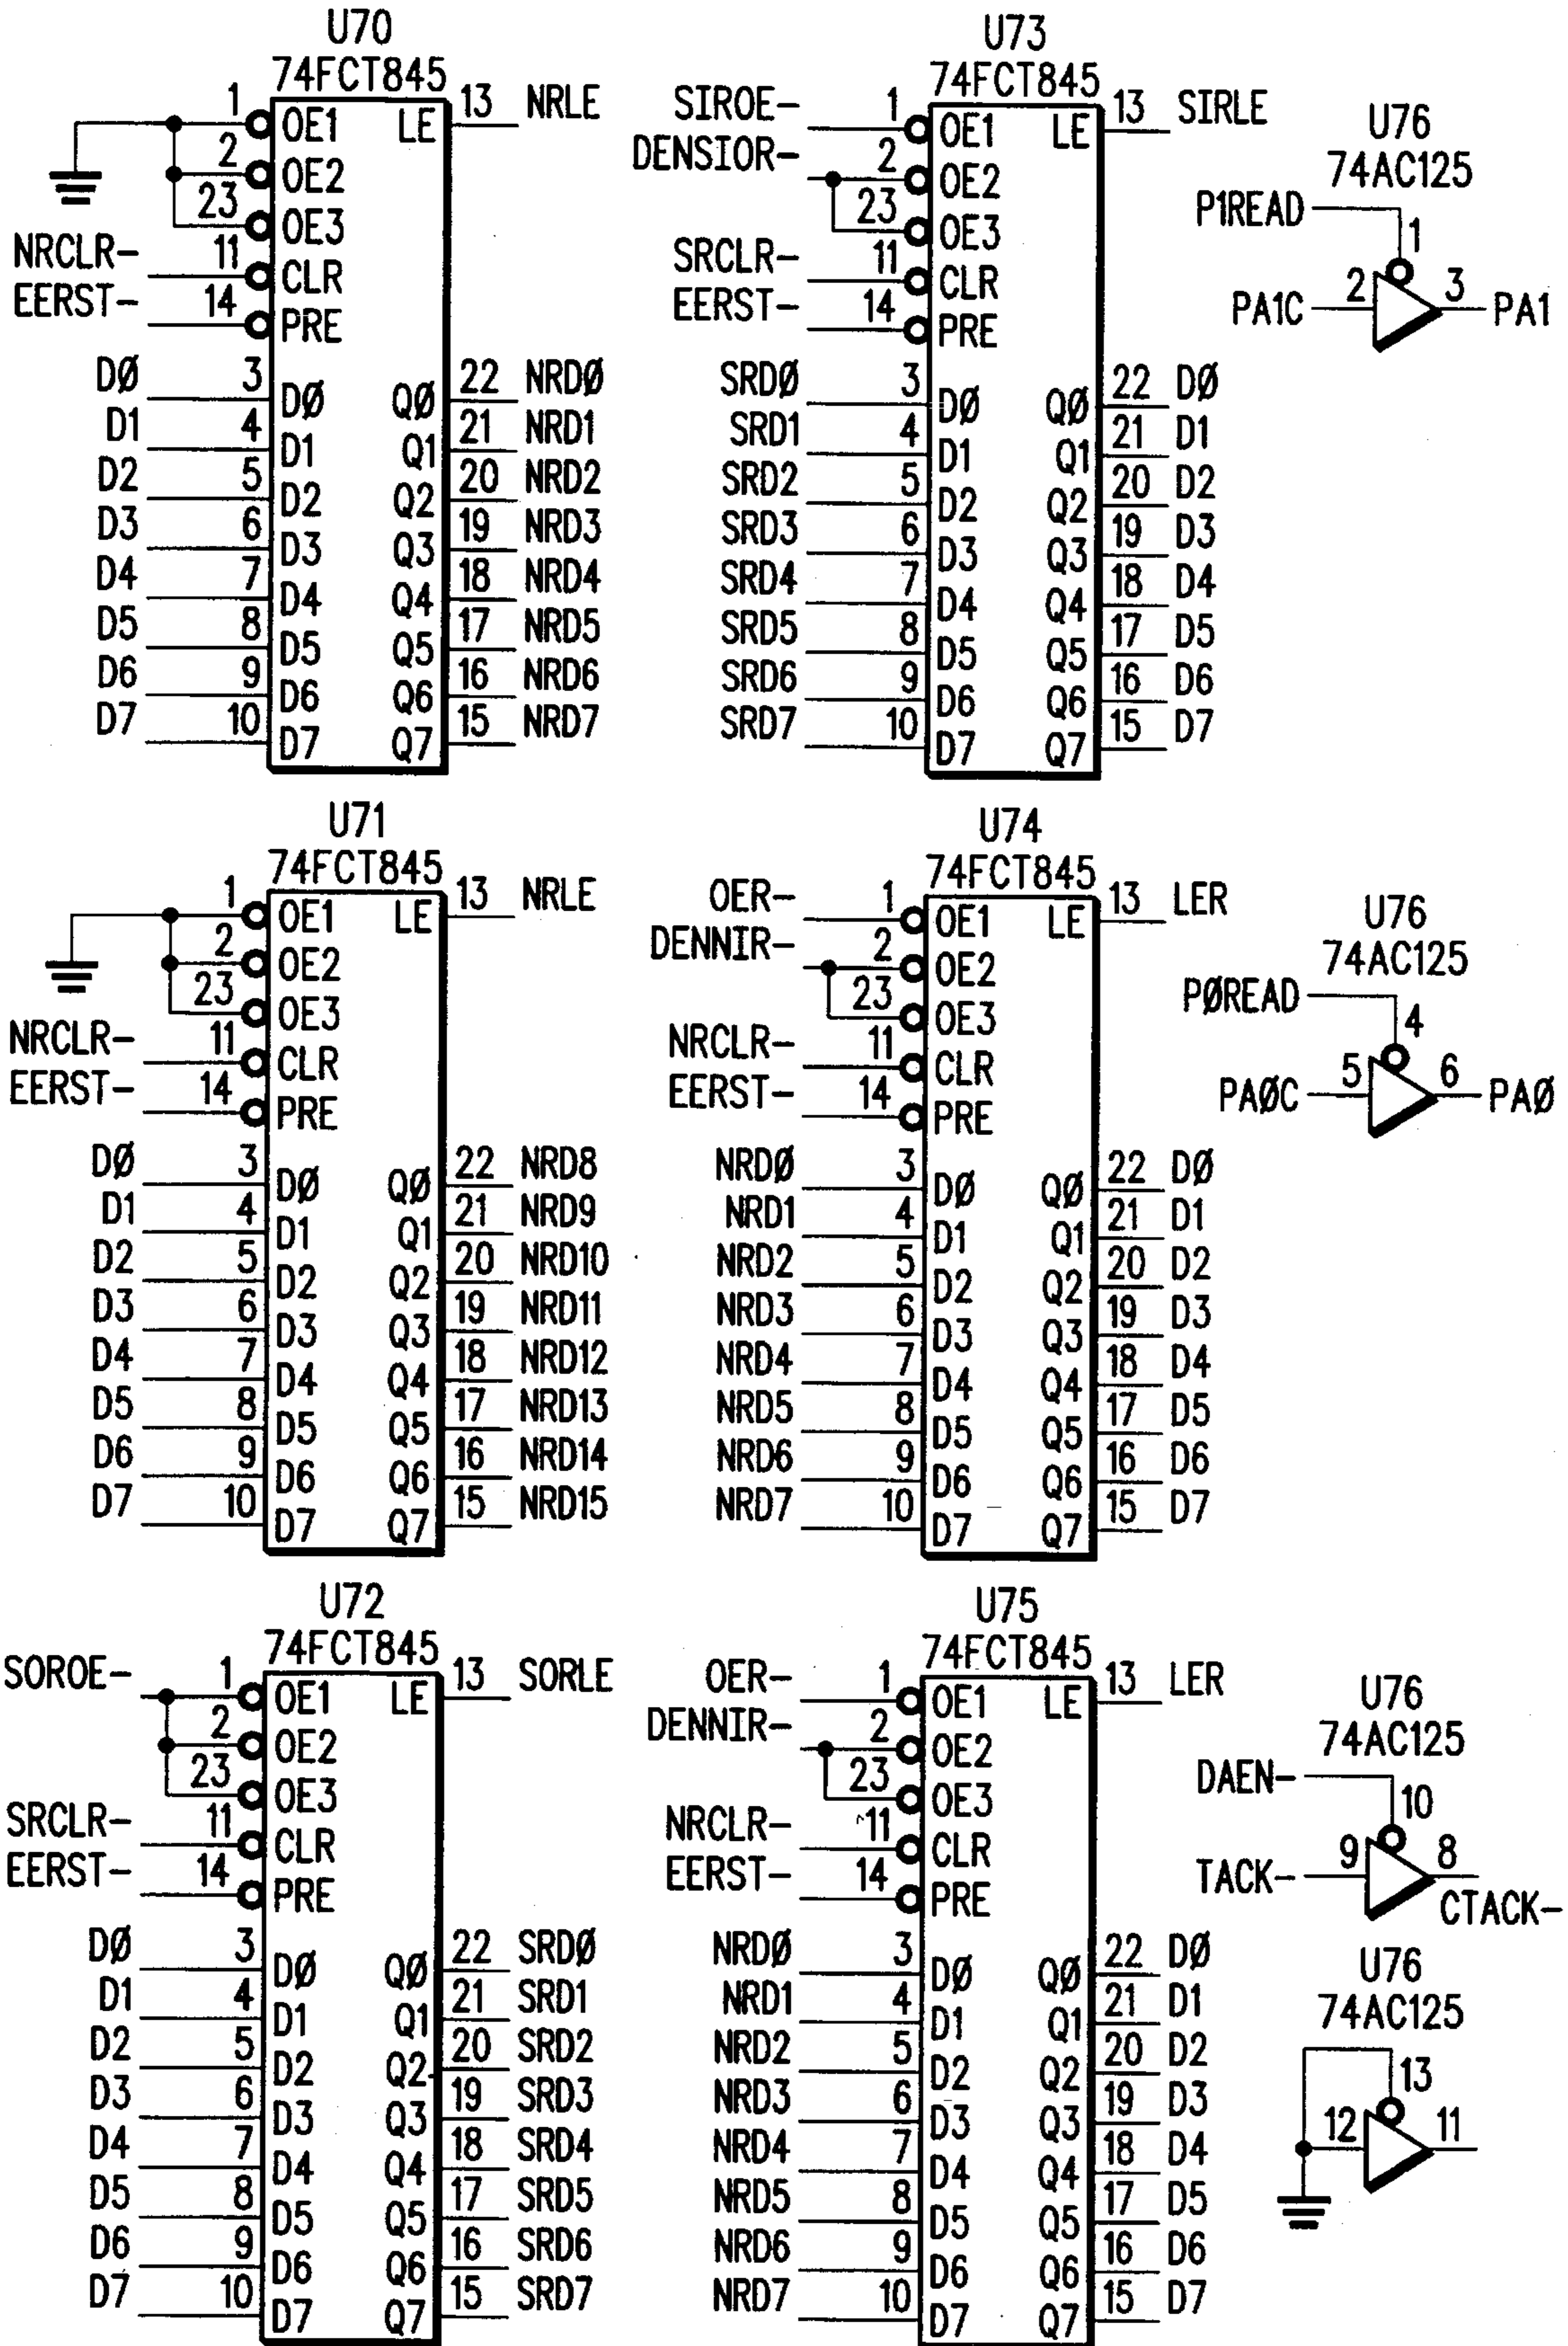 U70
74FCT845
1 OE1 LE 13 NRLE
2 OE2
23 OE3
NRCLR- 11 CLR
EERST- 14 PRE
DØ 3 DØ QØ 22 NRDØ
D1 4 D1 Q1 21 NRD1
D2 5 D2 Q2 20 NRD2
D3 6 D3 Q3 19 NRD3
D4 7 D4 Q4 18 NRD4
D5 8 D5 Q5 17 NRD5
D6 9 D6 Q6 16 NRD6
D7 10 D7 Q7 15 NRD7
U73
74FCT845
SIROE- 1 OE1 LE 13 SIRLE
DENSIOR- 2 OE2
23 OE3
SRCLR- 11 CLR
EERST- 14 PRE
SRDØ 3 DØ QØ 22 DØ
SRD1 4 D1 Q1 21 D1
SRD2 5 D2 Q2 20 D2
SRD3 6 D3 Q3 19 D3
SRD4 7 D4 Q4 18 D4
SRD5 8 D5 Q5 17 D5
SRD6 9 D6 Q6 16 D6
SRD7 10 D7 Q7 15 D7
U76
74AC125
P1READ 1
PA1C 2 3 PA1
U71
74FCT845
1 OE1 LE 13 NRLE
2 OE2
23 OE3
NRCLR- 11 CLR
EERST- 14 PRE
DØ 3 DØ QØ 22 NRD8
D1 4 D1 Q1 21 NRD9
D2 5 D2 Q2 20 NRD10
D3 6 D3 Q3 19 NRD11
D4 7 D4 Q4 18 NRD12
D5 8 D5 Q5 17 NRD13
D6 9 D6 Q6 16 NRD14
D7 10 D7 Q7 15 NRD15
U74
74FCT845
OER- 1 OE1 LE 13 LER
DENNIR- 2 OE2
23 OE3
NRCLR- 11 CLR
EERST- 14 PRE
NRDØ 3 DØ QØ 22 DØ
NRD1 4 D1 Q1 21 D1
NRD2 5 D2 Q2 20 D2
NRD3 6 D3 Q3 19 D3
NRD4 7 D4 Q4 18 D4
NRD5 8 D5 Q5 17 D5
NRD6 9 D6 Q6 16 D6
NRD7 10 D7 Q7 15 D7
U76
74AC125
PØREAD 4
PAØC 5 6 PAØ
U72
74FCT845
SOROE- 1 OE1 LE 13 SORLE
2 OE2
23 OE3
SRCLR- 11 CLR
EERST- 14 PRE
DØ 3 DØ QØ 22 SRDØ
D1 4 D1 Q1 21 SRD1
D2 5 D2 Q2 20 SRD2
D3 6 D3 Q3 19 SRD3
D4 7 D4 Q4 18 SRD4
D5 8 D5 Q5 17 SRD5
D6 9 D6 Q6 16 SRD6
D7 10 D7 Q7 15 SRD7
U75
74FCT845
OER- 1 OE1 LE 13 LER
DENNIR- 2 OE2
23 OE3
NRCLR- 11 CLR
EERST- 14 PRE
NRDØ 3 DØ QØ 22 DØ
NRD1 4 D1 Q1 21 D1
NRD2 5 D2 Q2 20 D2
NRD3 6 D3 Q3 19 D3
NRD4 7 D4 Q4 18 D4
NRD5 8 D5 Q5 17 D5
NRD6 9 D6 Q6 16 D6
NRD7 10 D7 Q7 15 D7
U76
74AC125
DAEN- 10
TACK- 9 8
CTACK-
U76
74AC125
13
12 11